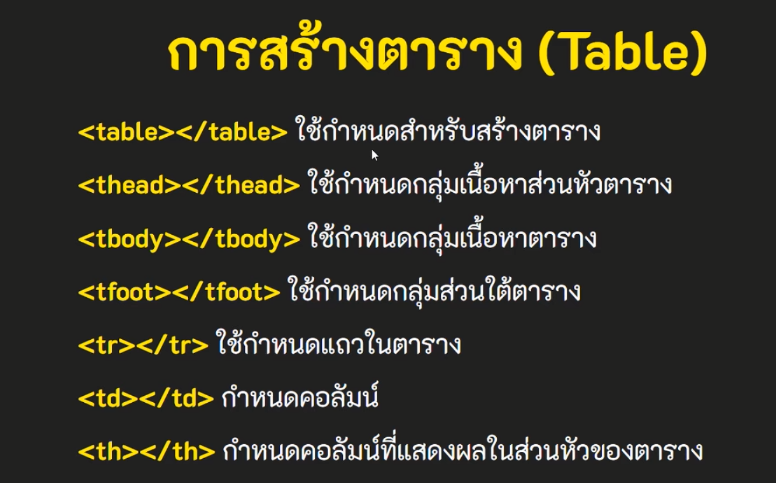 การสร้างตาราง (Table)
<table></table> ใช้กำหนดสำหรับสร้างตาราง
<thead></thead> ใช้กำหนดกลุ่มเนื้อหาส่วนหัวตาราง
<tbody></tbody> ใช้กำหนดกลุ่มเนื้อหาตาราง
<tfoot></tfoot> ใช้กำหนดกลุ่มส่วนใต้ตาราง
<tr></tr> ใช้กำหนดแถวในตาราง
<td></td> กำหนดคอลัมน์
<th></th> กำหนดคอลัมน์ที่แสดงผลในส่วนหัวของตาราง